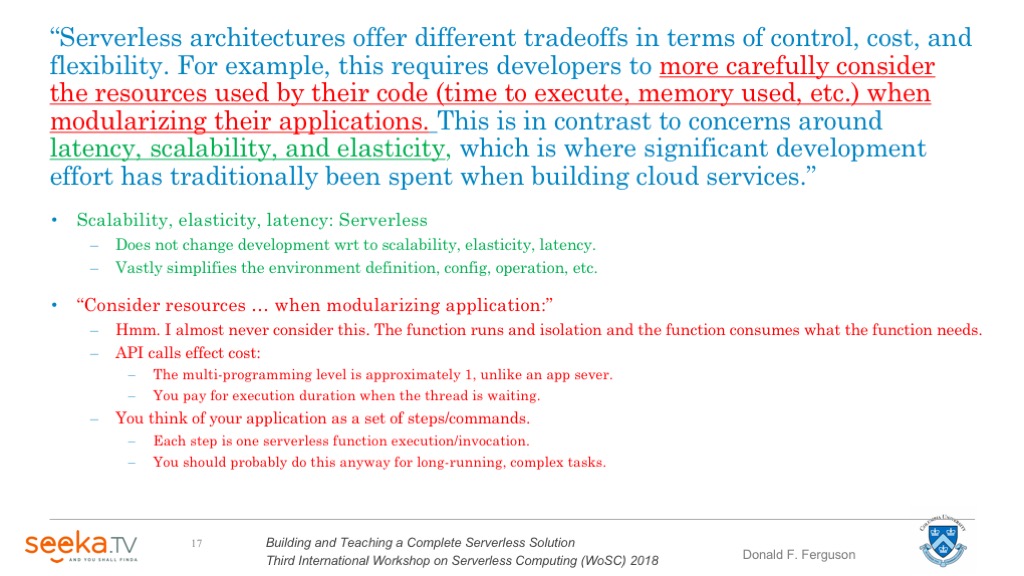 “Serverless architectures offer different tradeoffs in terms of control, cost, and
flexibility. For example, this requires developers to more carefully consider
the resources used by their code (time to execute, memory used, etc.) when
modularizing their applications. This is in contrast to concerns around
latency, scalability, and elasticity, which is where significant development
effort has traditionally been spent when building cloud services.”
• Scalability, elasticity, latency: Serverless
– Does not change development wrt to scalability, elasticity, latency.
– Vastly simplifies the environment definition, config, operation, etc.
• “Consider resources … when modularizing application:”
– Hmm. I almost never consider this. The function runs and isolation and the function consumes what the function needs.
– API calls effect cost:
– The multi-programming level is approximately 1, unlike an app sever.
– You pay for execution duration when the thread is waiting.
– You think of your application as a set of steps/commands.
– Each step is one serverless function execution/invocation.
– You should probably do this anyway for long-running, complex tasks.
seeka.TV
AND YOU SHALL FINDA
17
Building and Teaching a Complete Serverless Solution
Third International Workshop on Serverless Computing (WoSC) 2018
Donald F. Ferguson
COLUMBIA UNIVERSITY